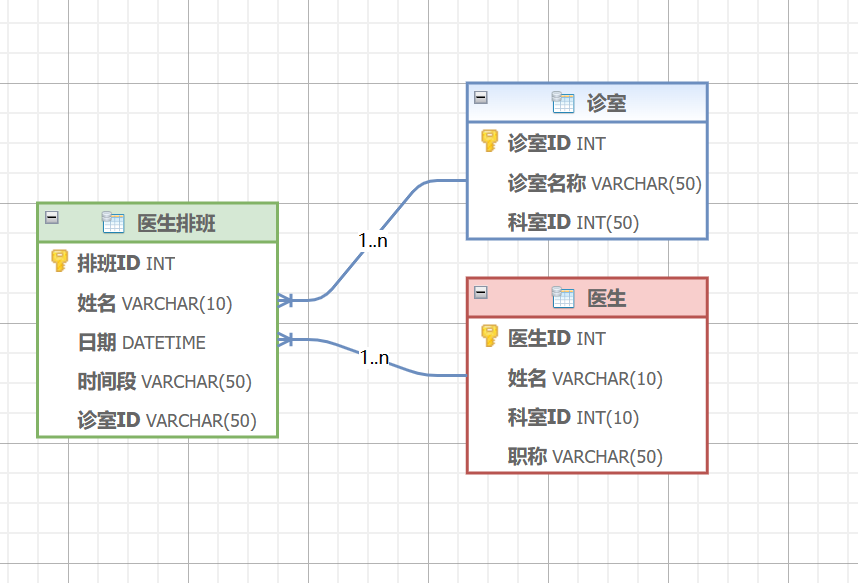 医生排班
排班ID INT
姓名 VARCHAR(10)
日期 DATETIME
时间段 VARCHAR(50)
诊室ID VARCHAR(50)
1..n
1..n
诊室
诊室ID INT
诊室名称 VARCHAR(50)
科室ID INT(50)
医生
医生ID INT
姓名 VARCHAR(10)
科室ID INT(10)
职称 VARCHAR(50)